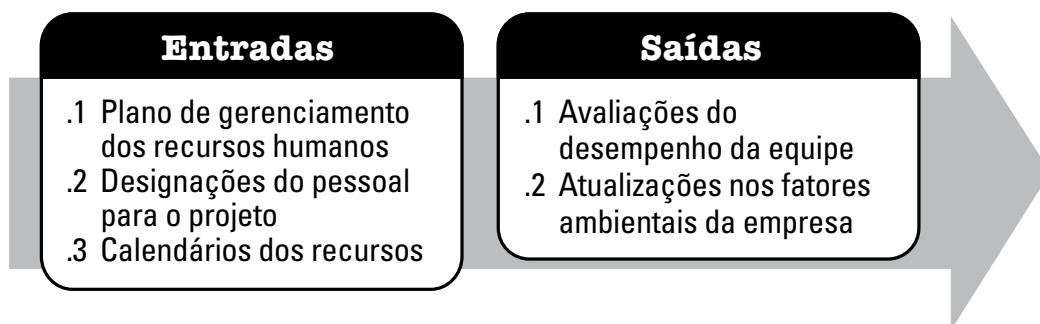 Entradas
.1 Plano de gerenciamento
dos recursos humanos
.2 Designações do pessoal
para o projeto
.3 Calendários dos recursos
Saídas
.1 Avaliações do
desempenho da equipe
.2 Atualizações nos fatores
ambientais da empresa